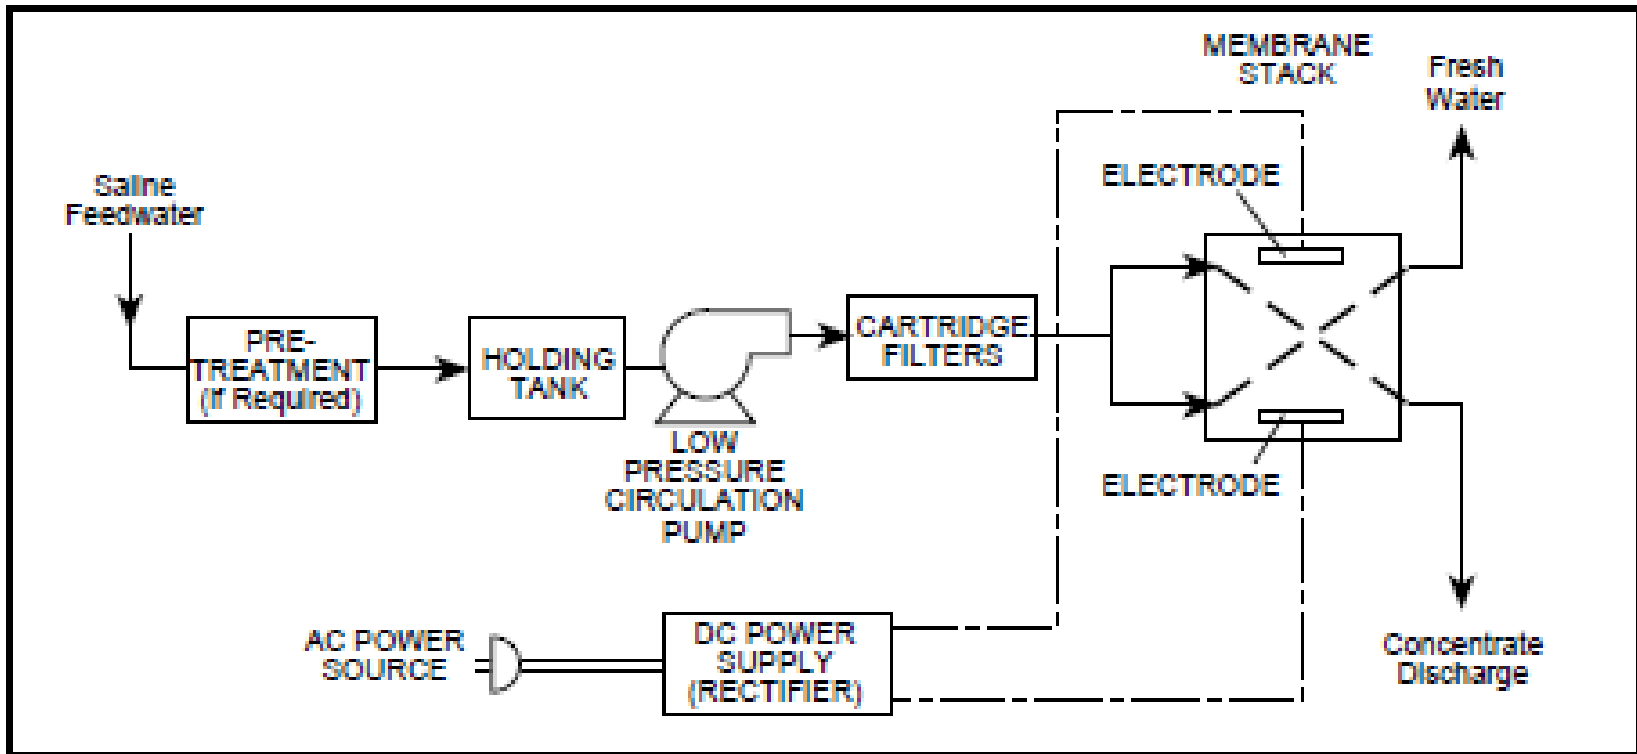 Saline
Feedwater
PRE-
TREATMENT
(If Required)
HOLDING
TANK
LOW
PRESSURE
CIRCULATION
PUMP
CARTRIDGE
FILTERS
MEMBRANE
STACK
ELECTRODE
ELECTRODE
Fresh
Water
Concentrate
Discharge
AC POWER
SOURCE
DC POWER
SUPPLY
(RECTIFIER)